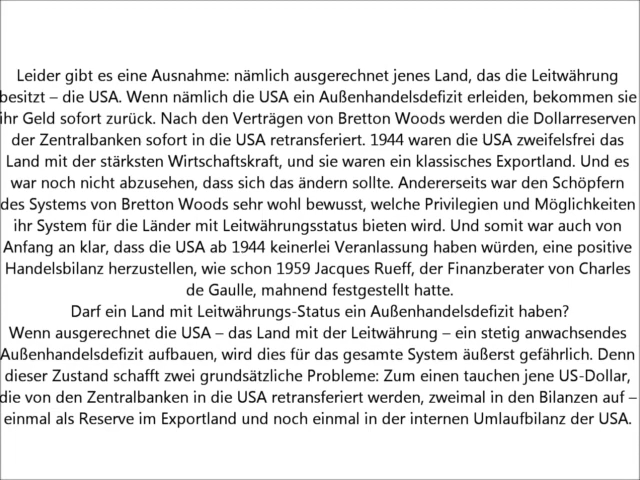 Leider gibt es eine Ausnahme: nämlich ausgerechnet jenes Land, das die Leitwährung
besitzt – die USA. Wenn nämlich die USA ein Außenhandelsdefizit erleiden, bekommen sie
ihr Geld sofort zurück. Nach den Verträgen von Bretton Woods werden die Dollarreserven
der Zentralbanken sofort in die USA retransferiert. 1944 waren die USA zweifelsfrei das
Land mit der stärksten Wirtschaftskraft, und sie waren ein klassisches Exportland. Und es
war noch nicht abzusehen, dass sich das ändern sollte. Andererseits war den Schöpfern
des Systems von Bretton Woods sehr wohl bewusst, welche Privilegien und Möglichkeiten
ihr System für die Länder mit Leitwährungsstatus bieten wird. Und somit war auch von
Anfang an klar, dass die USA ab 1944 keinerlei Veranlassung haben würden, eine positive
Handelsbilanz herzustellen, wie schon 1959 Jacques Rueff, der Finanzberater von Charles
de Gaulle, mahnend festgestellt hatte.
Darf ein Land mit Leitwährungs-Status ein Außenhandelsdefizit haben?
Wenn ausgerechnet die USA – das Land mit der Leitwährung – ein stetig anwachsendes
Außenhandelsdefizit aufbauen, wird dies für das gesamte System äußerst gefährlich. Denn
dieser Zustand schafft zwei grundsätzliche Probleme: Zum einen tauchen jene US-Dollar,
die von den Zentralbanken in die USA retransferiert werden, zweimal in den Bilanzen auf –
einmal als Reserve im Exportland und noch einmal in der internen Umlaufbilanz der USA.